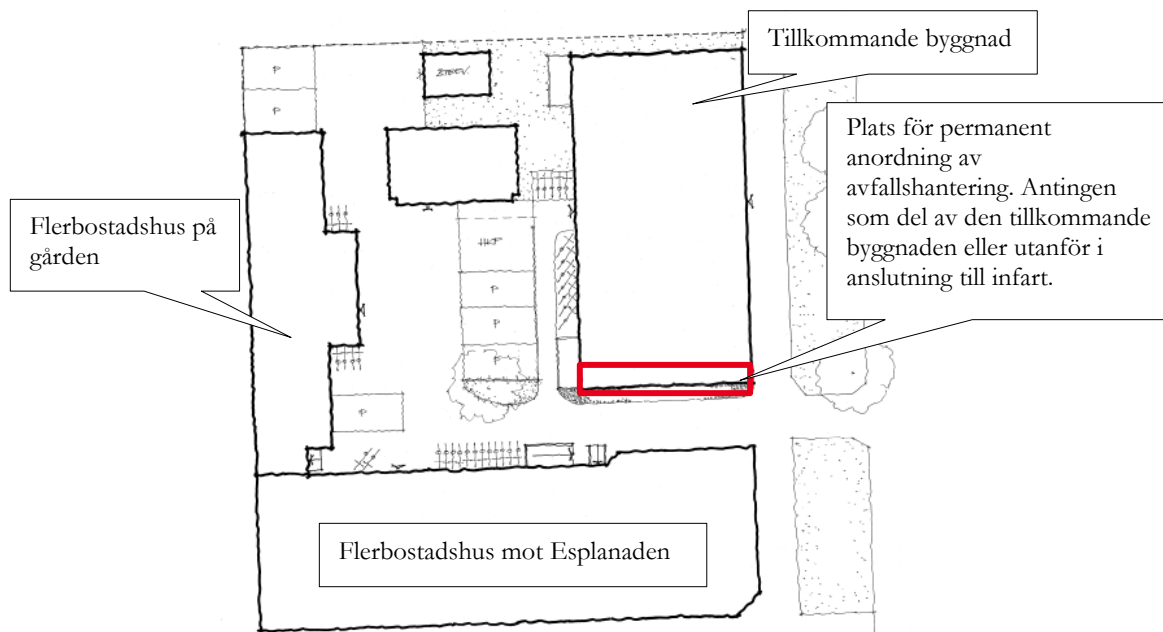 Tillkommande byggnad
Plats för permanent
anordning av
avfallshantering. Antingen
som del av den tillkommande
byggnaden eller utanför i
anslutning till infart.
Flerbostadshus på
gården
Flerbostadshus mot Esplanaden
P
P
P
P
P
P